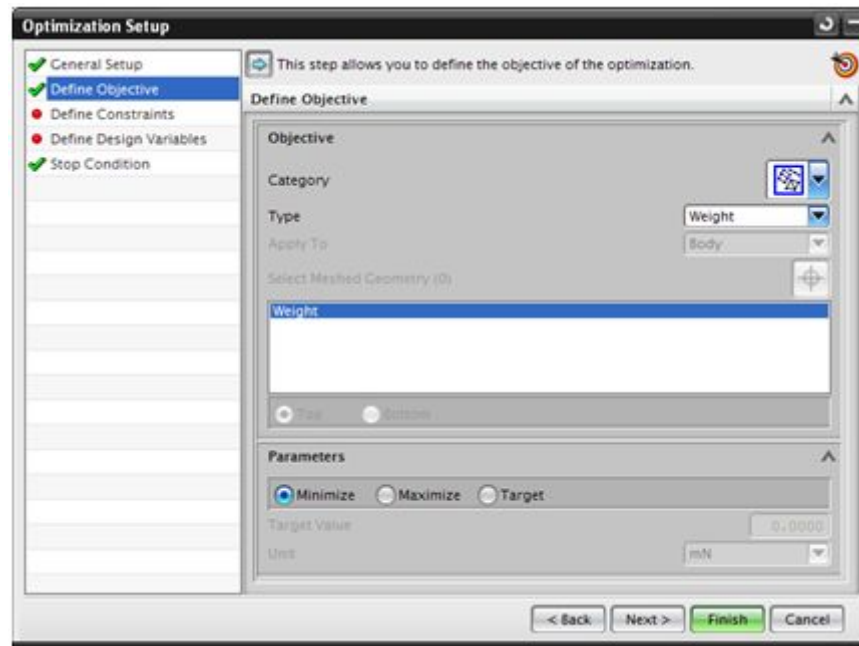 Optimization Setup
General Setup
Define Objective
Define Constraints
Define Design Variables
Stop Condition
This step allows you to define the objective of the optimization.
Define Objective
Objective
Category
Type
Weight
Apply To
Body
Select Meshed Geometry (0)
Weight
Top
Bottom
Parameters
Minimize
Maximize
Target
Target Value
0.0000
Unit
mN
< Back
Next >
Finish
Cancel